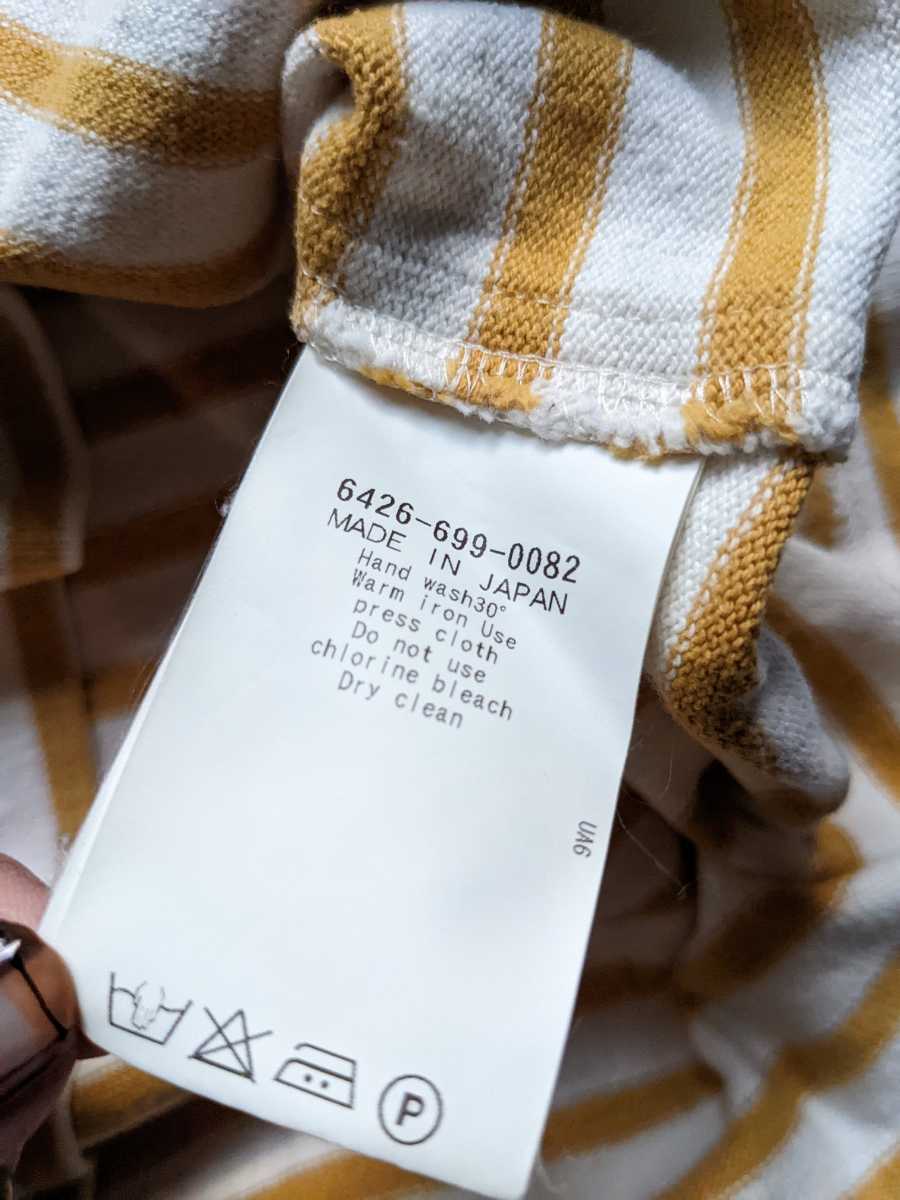 6426-699-0082
MADE IN JAPAN
Hand wash30°
Warm iron Use
press cloth
Do not use
chlorine bleach
Dry clean
UA6
P